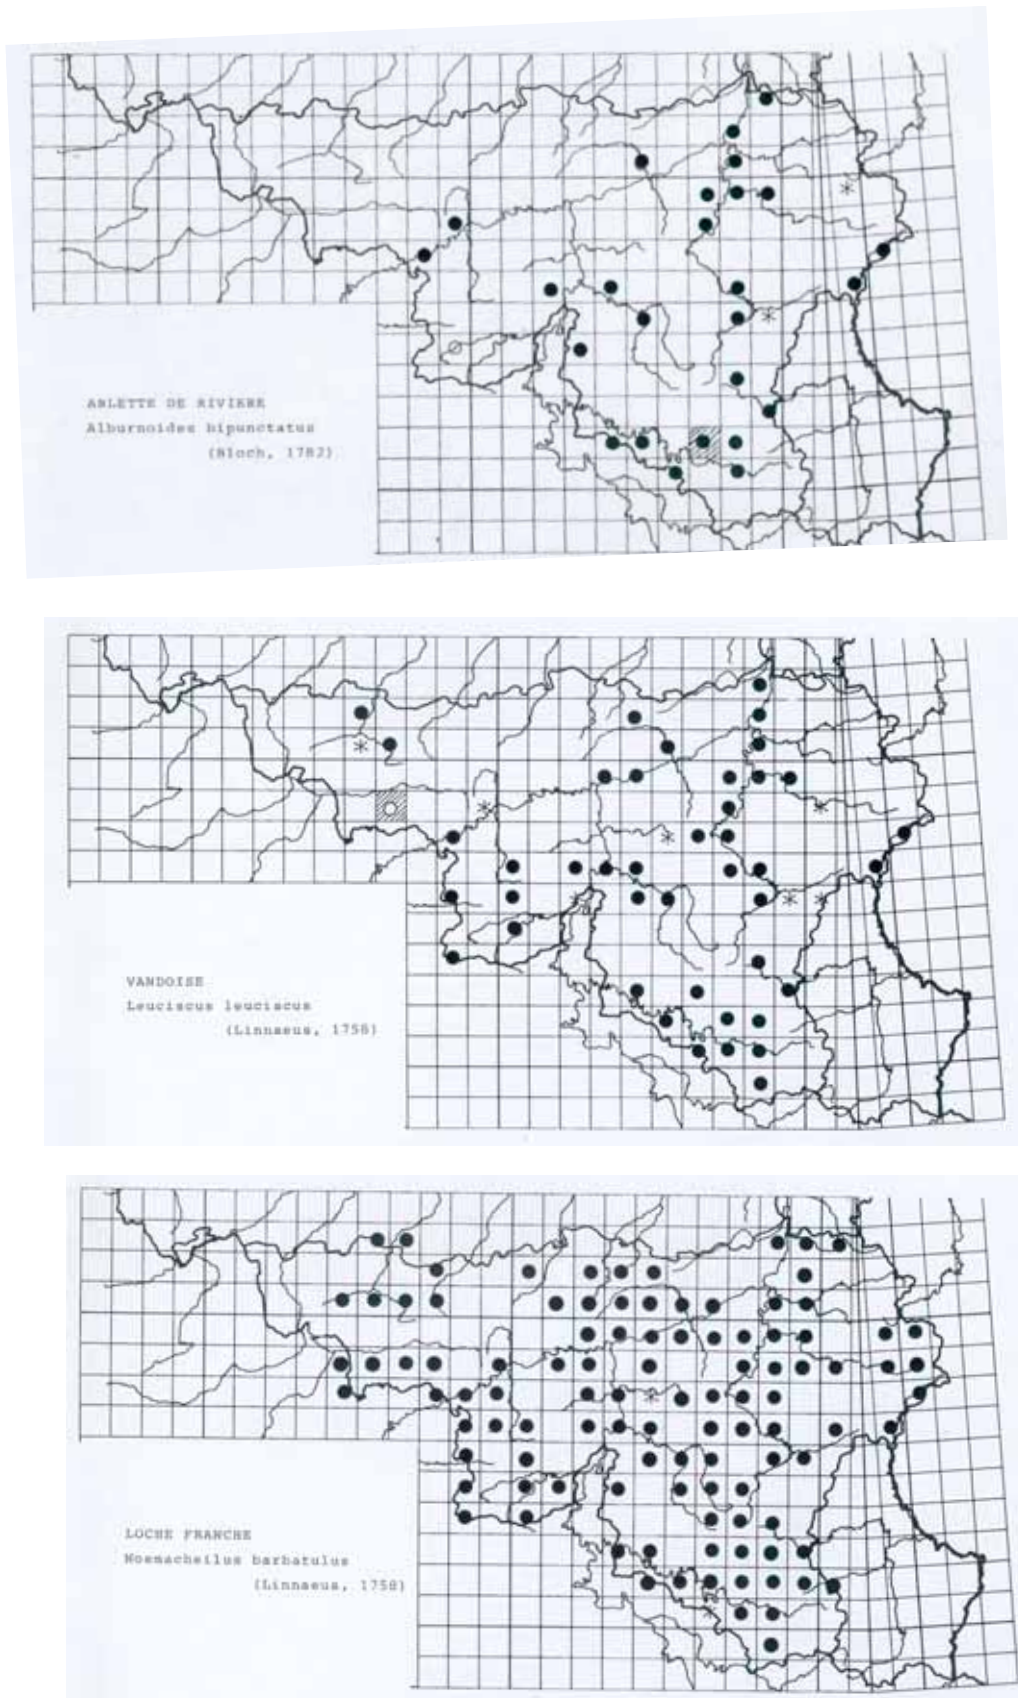 ABLETTE DE RIVIERE
Alburnoides bipunctatus
(Bloch, 1782)
VANDOISE
Leuciscus leuciscus
(Linnaeus, 1758)
LOCHE FRANCHE
Noemacheilus barbatulus
(Linnaeus, 1758)